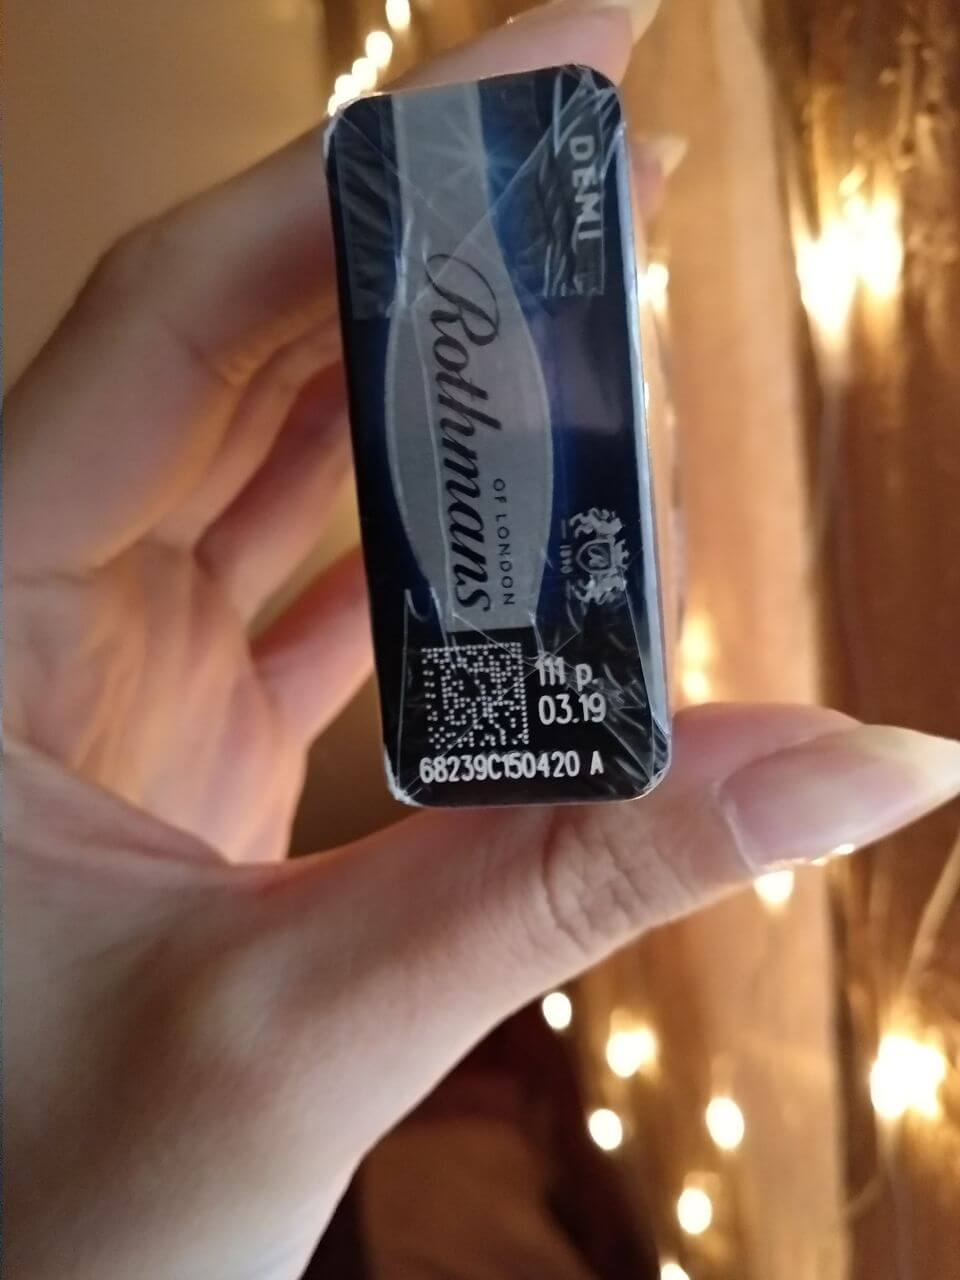 DEMI
Rothmans
OF LONDON
1890
111 р.
03.19
68239C150420 A